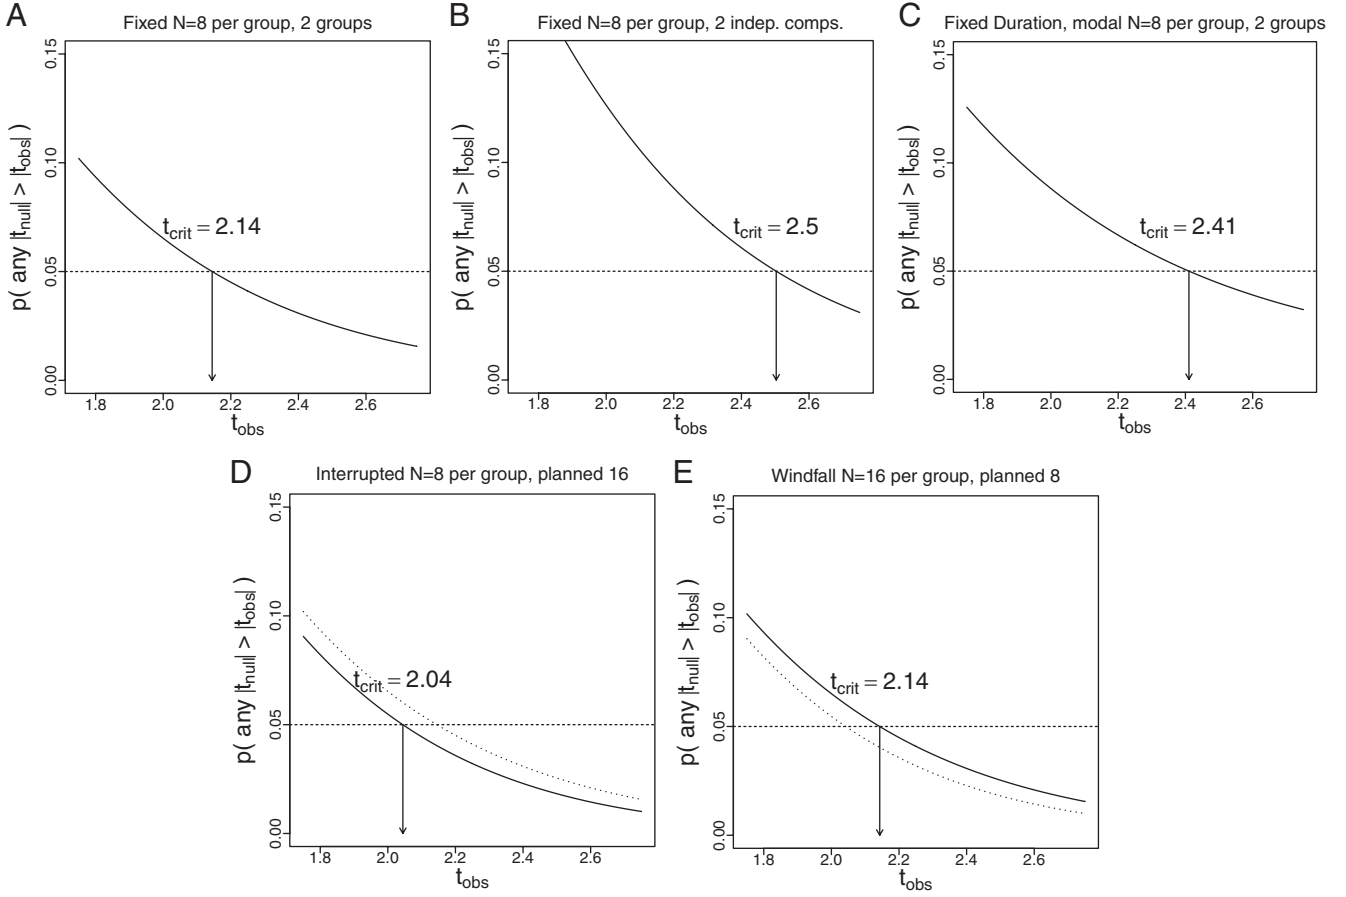 A
Fixed N=8 per group, 2 groups
p( any |tnull| > |tobs| )
0.15
0.10
0.05
0.00
tcrit = 2.14
1.8 2.0 2.2 2.4 2.6
tobs
B
Fixed N=8 per group, 2 indep. comps.
p( any |tnull| > |tobs| )
0.15
0.10
0.05
0.00
tcrit = 2.5
1.8 2.0 2.2 2.4 2.6
tobs
C
Fixed Duration, modal N=8 per group, 2 groups
p( any |tnull| > |tobs| )
0.15
0.10
0.05
0.00
tcrit = 2.41
1.8 2.0 2.2 2.4 2.6
tobs
D
Interrupted N=8 per group, planned 16
p( any |tnull| > |tobs| )
0.15
0.10
0.05
0.00
tcrit = 2.04
1.8 2.0 2.2 2.4 2.6
tobs
E
Windfall N=16 per group, planned 8
p( any |tnull| > |tobs| )
0.15
0.10
0.05
0.00
tcrit = 2.14
1.8 2.0 2.2 2.4 2.6
tobs